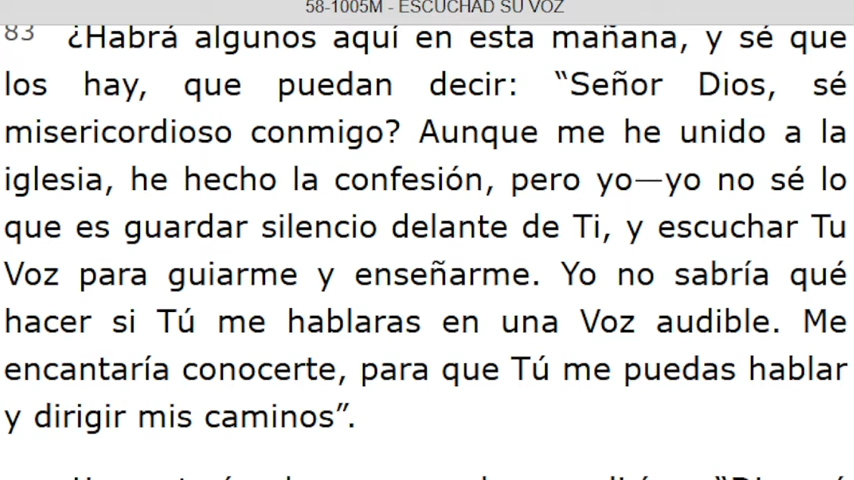 58-1005M - ESCUCHAD SU VOZ
83 ¿Habrá algunos aquí en esta mañana, y sé que
los hay, que puedan decir: “Señor Dios, sé
misericordioso conmigo? Aunque me he unido a la
iglesia, he hecho la confesión, pero yo—yo no sé lo
que es guardar silencio delante de Ti, y escuchar Tu
Voz para guiarme y enseñarme. Yo no sabría qué
hacer si Tú me hablaras en una Voz audible. Me
encantaría conocerte, para que Tú me puedas hablar
y dirigir mis caminos”.